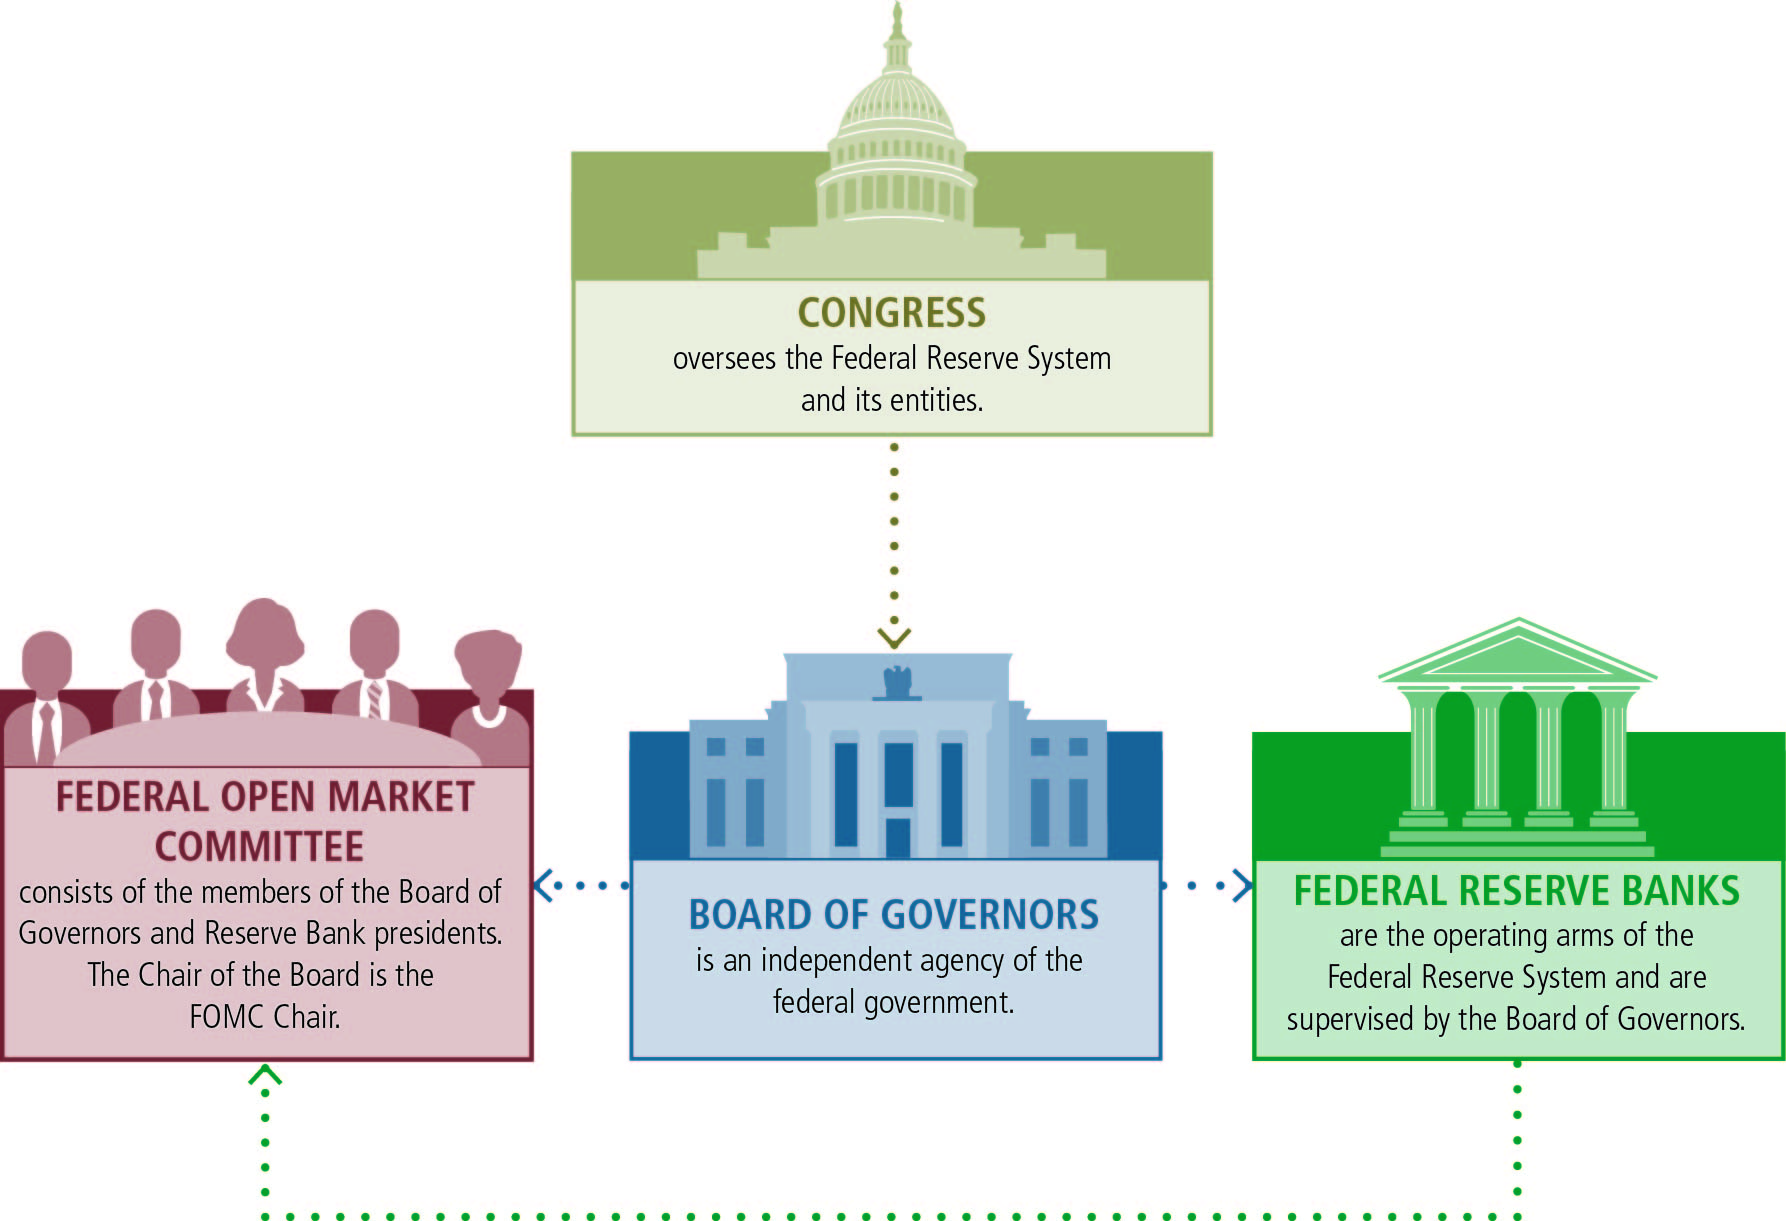 CONGRESS
oversees the Federal Reserve System
and its entities.
FEDERAL OPEN MARKET
COMMITTEE
consists of the members of the Board of
Governors and Reserve Bank presidents.
The Chair of the Board is the
FOMC Chair.
BOARD OF GOVERNORS
is an independent agency of the
federal government.
FEDERAL RESERVE BANKS
are the operating arms of the
Federal Reserve System and are
supervised by the Board of Governors.